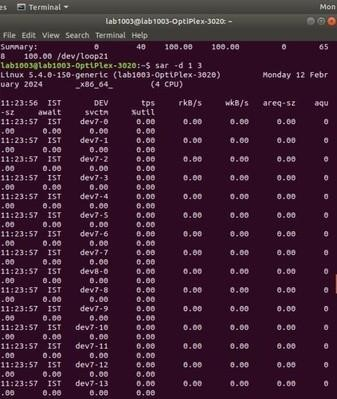 es Terminal ▾ Mon
lab1003@lab1003-OptiPlex-3020: ~
File Edit View Search Terminal Help
Summary: 0 40 100.00 100.00 0 65
8 100.00 /dev/loop21
lab1003@lab1003-OptiPlex-3020:~$ sar -d 1 3
Linux 5.4.0-150-generic (lab1003-OptiPlex-3020) Monday 12 Febr
uary 2024 _x86_64_ (4 CPU)
11:23:56 IST DEV tps rkB/s wkB/s areq-sz aqu
-sz await svctm %util
11:23:57 IST dev7-0 0.00 0.00 0.00 0.00 0
.00 0.00 0.00 0.00
11:23:57 IST dev7-1 0.00 0.00 0.00 0.00 0
.00 0.00 0.00 0.00
11:23:57 IST dev7-2 0.00 0.00 0.00 0.00 0
.00 0.00 0.00 0.00
11:23:57 IST dev7-3 0.00 0.00 0.00 0.00 0
.00 0.00 0.00 0.00
11:23:57 IST dev7-4 0.00 0.00 0.00 0.00 0
.00 0.00 0.00 0.00
11:23:57 IST dev7-5 0.00 0.00 0.00 0.00 0
.00 0.00 0.00 0.00
11:23:57 IST dev7-6 0.00 0.00 0.00 0.00 0
.00 0.00 0.00 0.00
11:23:57 IST dev7-7 0.00 0.00 0.00 0.00 0
.00 0.00 0.00 0.00
11:23:57 IST dev8-0 0.00 0.00 0.00 0.00 0
.00 0.00 0.00 0.00
11:23:57 IST dev7-8 0.00 0.00 0.00 0.00 0
.00 0.00 0.00 0.00
11:23:57 IST dev7-9 0.00 0.00 0.00 0.00 0
.00 0.00 0.00 0.00
11:23:57 IST dev7-10 0.00 0.00 0.00 0.00 0
.00 0.00 0.00 0.00
11:23:57 IST dev7-11 0.00 0.00 0.00 0.00 0
.00 0.00 0.00 0.00
11:23:57 IST dev7-12 0.00 0.00 0.00 0.00 0
.00 0.00 0.00 0.00
11:23:57 IST dev7-13 0.00 0.00 0.00 0.00 0
.00 0.00 0.00 0.00